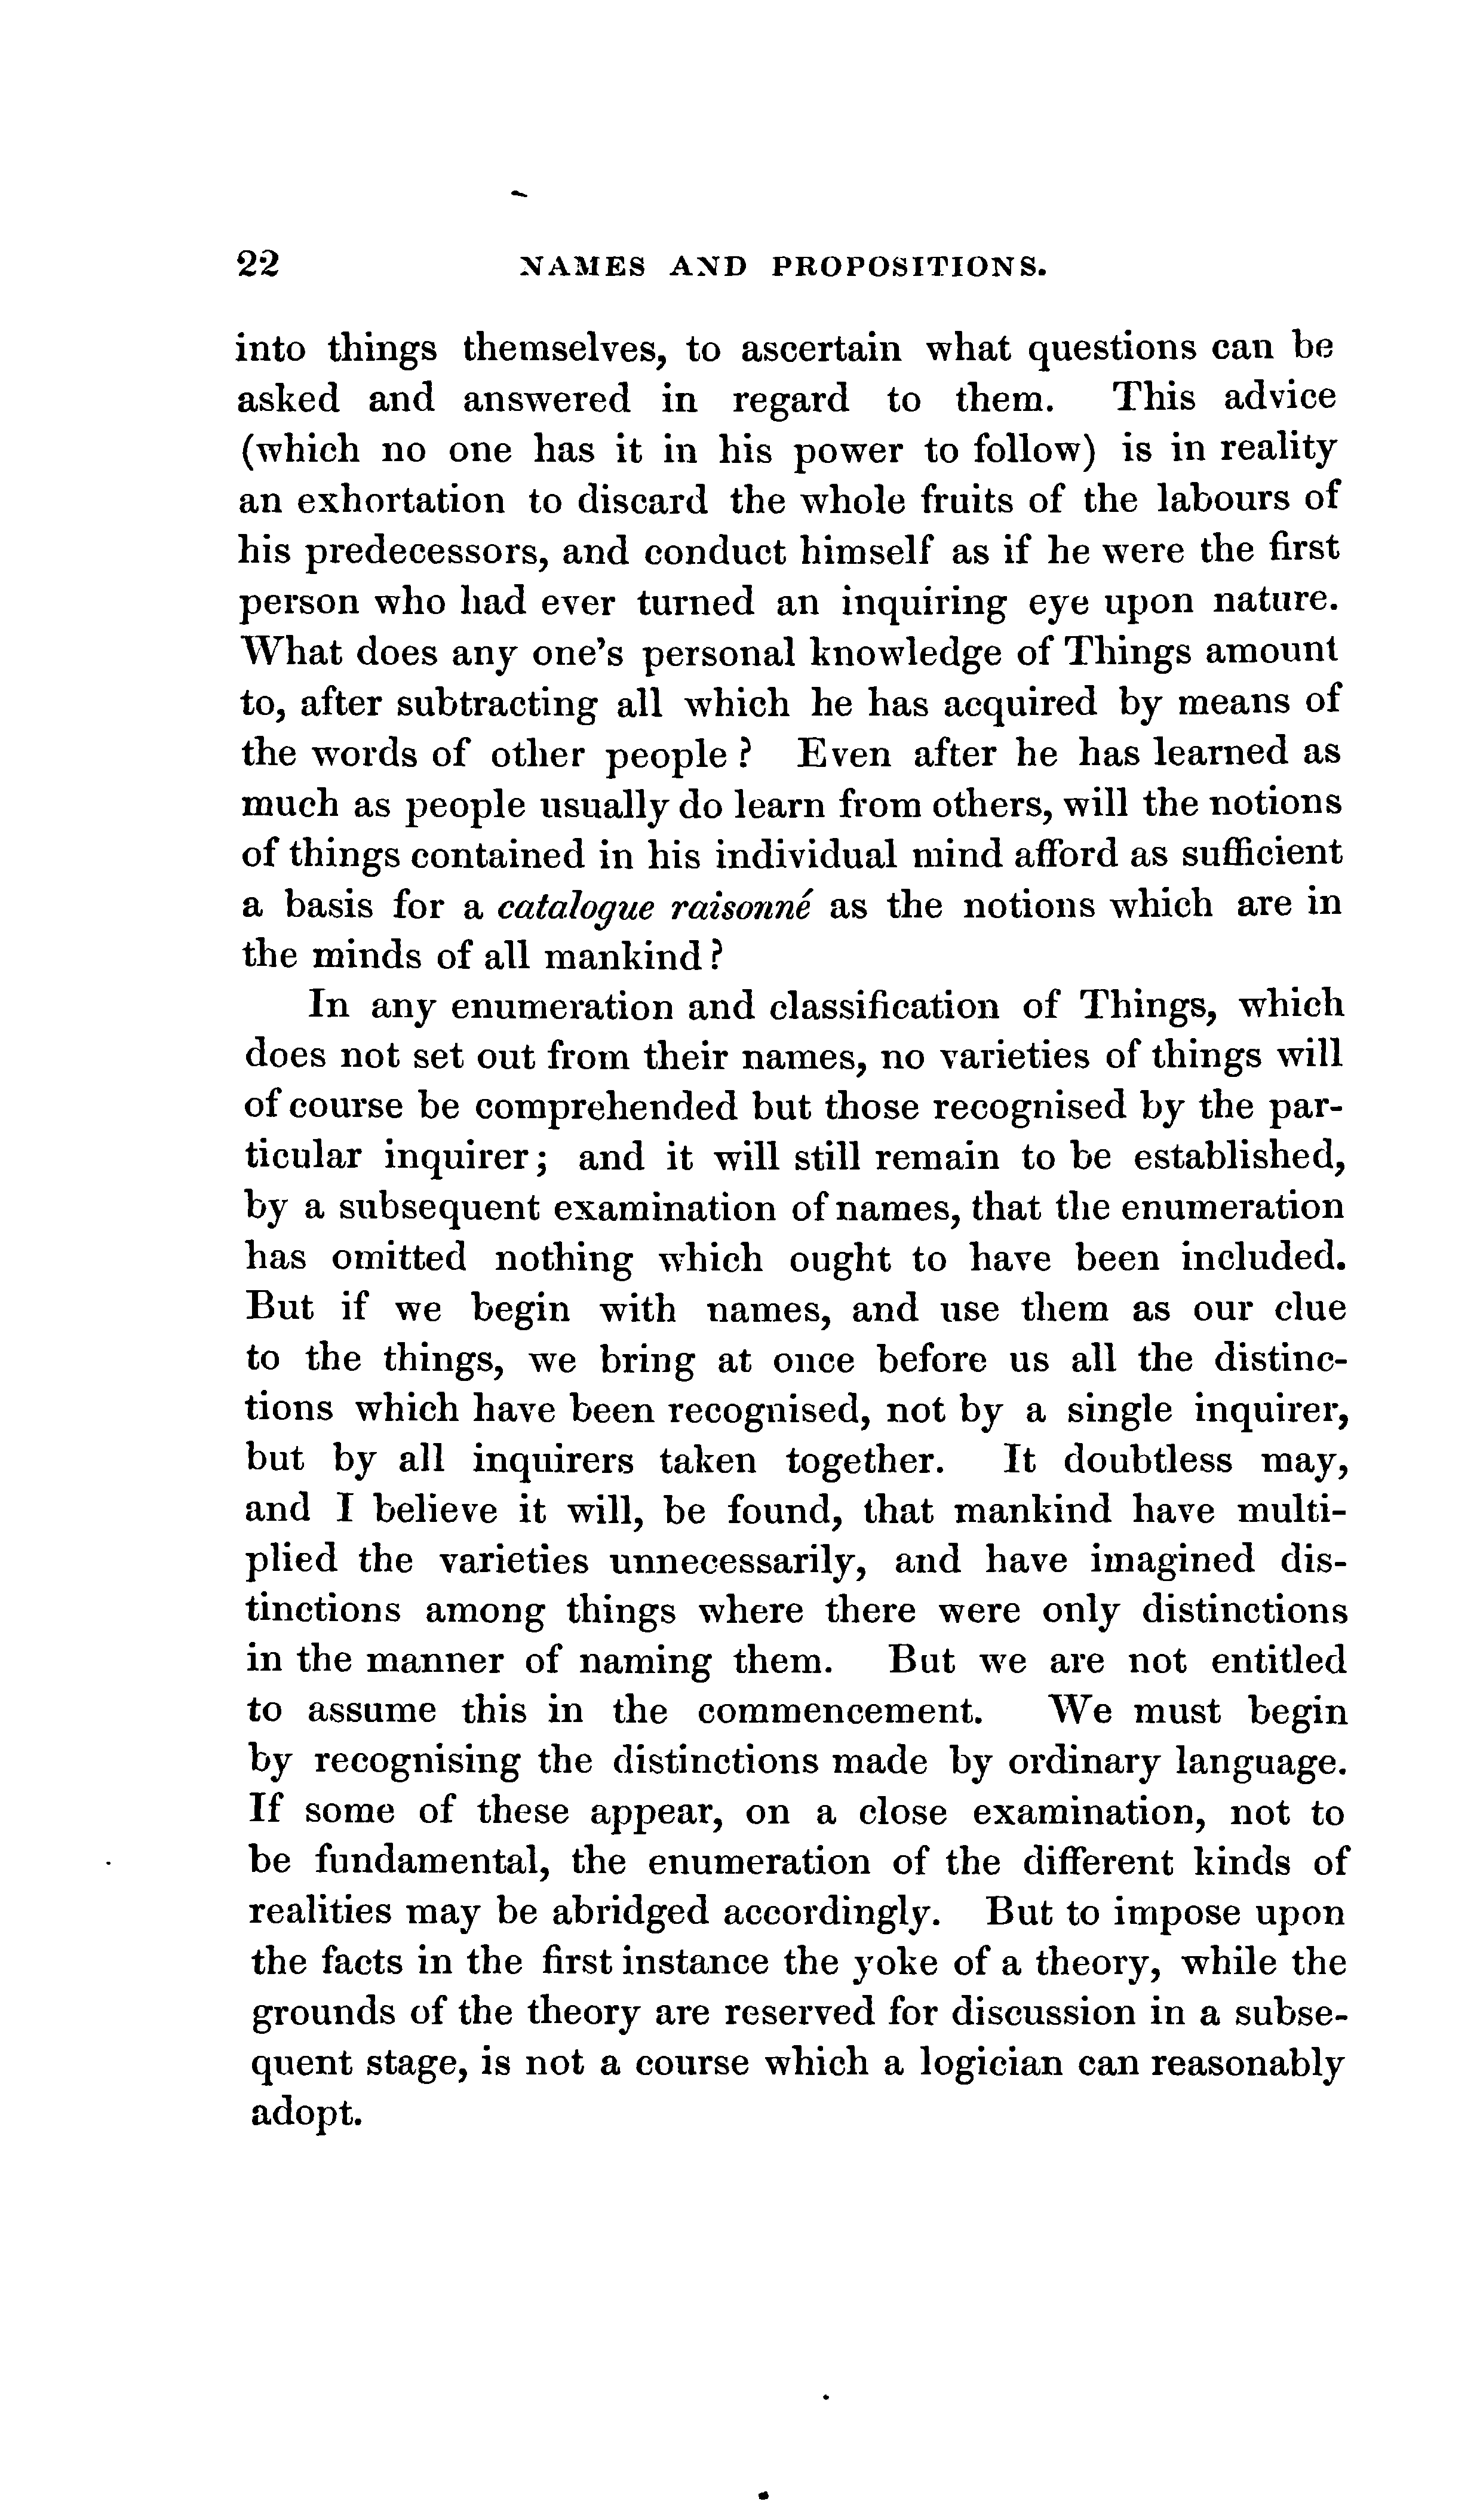 22 NAMES AND PROPOSITIONS.
into things themselves, to ascertain what questions can be
asked and answered in regard to them. This advice
(which no one has it in his power to follow) is in reality
an exhortation to discard the whole fruits of the labours of
his predecessors, and conduct himself as if he were the first
person who had ever turned an inquiring eye upon nature.
What does any one's personal knowledge of Things amount
to, after subtracting all which he has acquired by means of
the words of other people? Even after he has learned as
much as people usually do learn from others, will the notions
of things contained in his individual mind afford as sufficient
a basis for a catalogue raisonné as the notions which are in
the minds of all mankind?
In any enumeration and classification of Things, which
does not set out from their names, no varieties of things will
of course be comprehended but those recognised by the par-
ticular inquirer; and it will still remain to be established,
by a subsequent examination of names, that the enumeration
has omitted nothing which ought to have been included.
But if we begin with names, and use them as our clue
to the things, we bring at once before us all the distinc-
tions which have been recognised, not by a single inquirer,
but by all inquirers taken together. It doubtless may,
and I believe it will, be found, that mankind have multi-
plied the varieties unnecessarily, and have imagined dis-
tinctions among things where there were only distinctions
in the manner of naming them. But we are not entitled
to assume this in the commencement. We must begin
by recognising the distinctions made by ordinary language.
If some of these appear, on a close examination, not to
be fundamental, the enumeration of the different kinds of
realities may be abridged accordingly. But to impose upon
the facts in the first instance the yoke of a theory, while the
grounds of the theory are reserved for discussion in a subse-
quent stage, is not a course which a logician can reasonably
adopt.